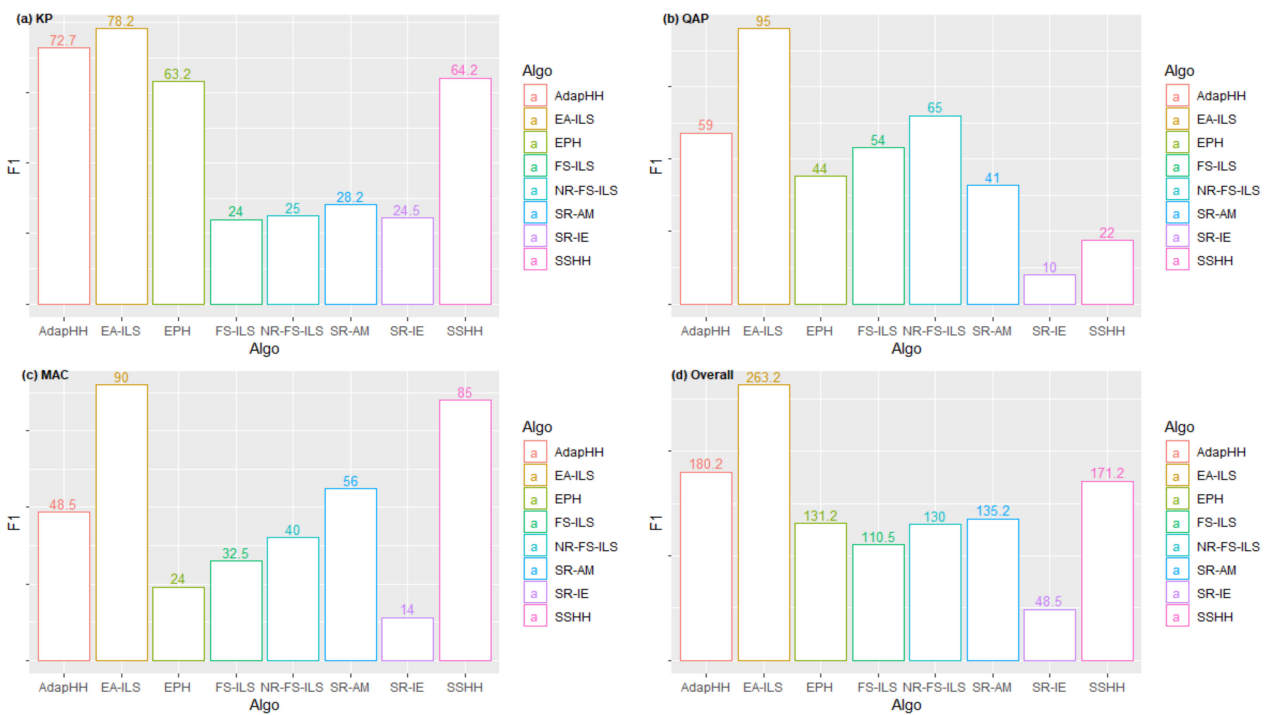 (a) KP
78.2
72.7
63.2
24
25
28.2
24.5
64.2
F1
AdapHH EA-ILS EPH FS-ILS NR-FS-ILS SR-AM SR-IE SSHH
Algo
Algo
a AdapHH
a EA-ILS
a EPH
a FS-ILS
a NR-FS-ILS
a SR-AM
a SR-IE
a SSHH
(b) QAP
95
59
44
54
65
41
10
22
F1
AdapHH EA-ILS EPH FS-ILS NR-FS-ILS SR-AM SR-IE SSHH
Algo
Algo
a AdapHH
a EA-ILS
a EPH
a FS-ILS
a NR-FS-ILS
a SR-AM
a SR-IE
a SSHH
(c) MAC
90
48.5
24
32.5
40
56
14
85
F1
AdapHH EA-ILS EPH FS-ILS NR-FS-ILS SR-AM SR-IE SSHH
Algo
Algo
a AdapHH
a EA-ILS
a EPH
a FS-ILS
a NR-FS-ILS
a SR-AM
a SR-IE
a SSHH
(d) Overall
263.2
180.2
131.2
110.5
130
135.2
48.5
171.2
F1
AdapHH EA-ILS EPH FS-ILS NR-FS-ILS SR-AM SR-IE SSHH
Algo
Algo
a AdapHH
a EA-ILS
a EPH
a FS-ILS
a NR-FS-ILS
a SR-AM
a SR-IE
a SSHH